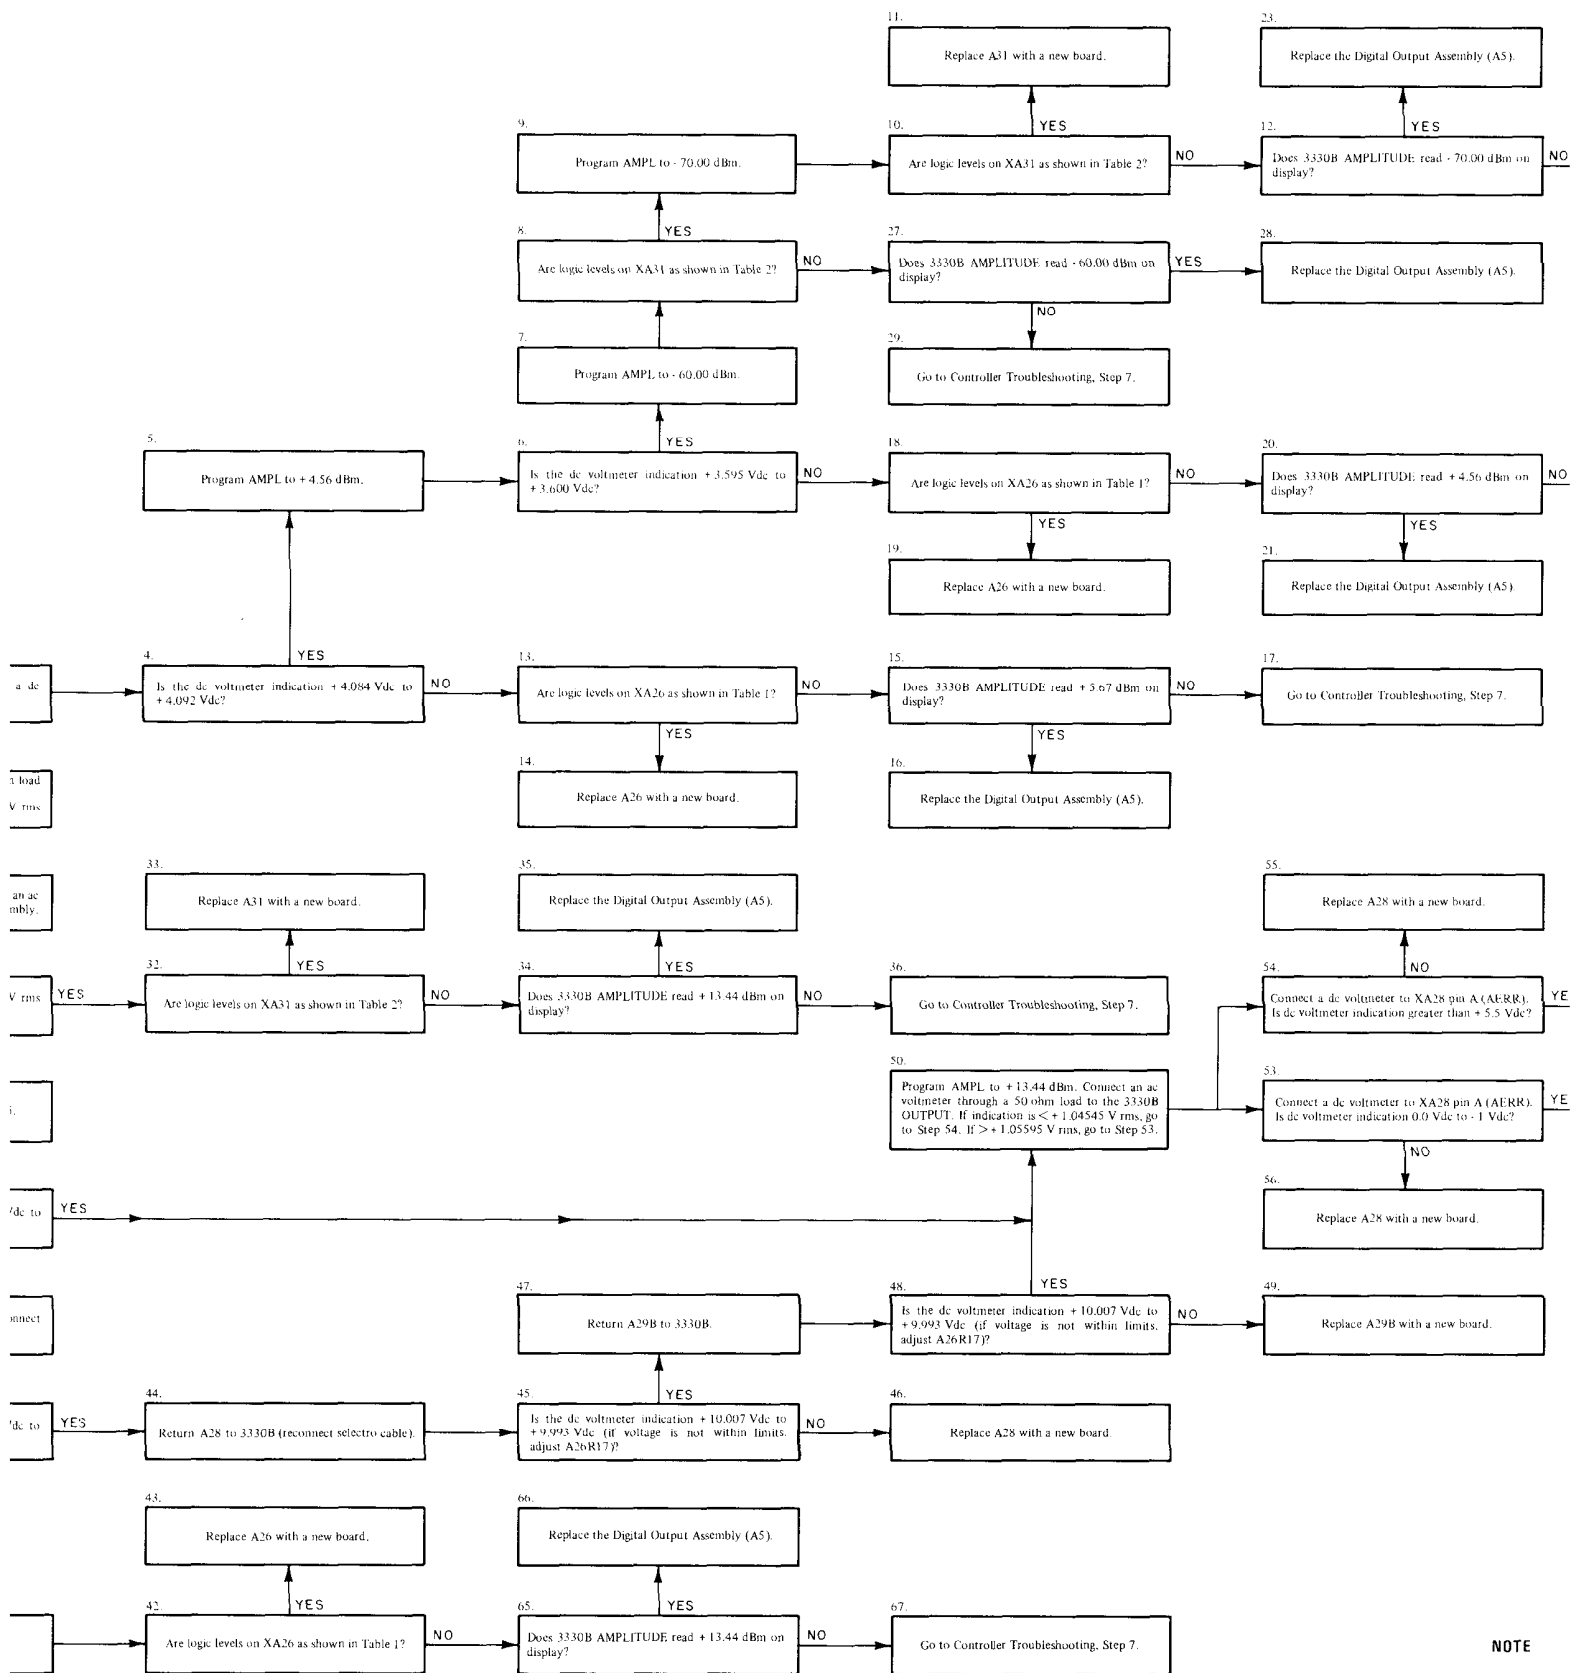 11.
Replace A31 with a new board.
23.
Replace the Digital Output Assembly (A5).
YES
YES
9.
Program AMPL to - 70.00 dBm.
10.
Are logic levels on XA31 as shown in Table 2?
NO
12.
Does 3330B AMPLITUDE read - 70.00 dBm on
display?
NO
YES
8.
Are logic levels on XA31 as shown in Table 2?
NO
27.
Does 3330B AMPLITUDE read - 60.00 dBm on
display?
YES
28.
Replace the Digital Output Assembly (A5).
NO
7.
Program AMPL to - 60.00 dBm.
29.
Go to Controller Troubleshooting, Step 7.
YES
5.
Program AMPL to + 4.56 dBm.
6.
Is the dc voltmeter indication + 3.595 Vdc to
+ 3.600 Vdc?
NO
18.
Are logic levels on XA26 as shown in Table 1?
NO
20.
Does 3330B AMPLITUDE read + 4.56 dBm on
display?
NO
YES
YES
19.
Replace A26 with a new board.
21.
Replace the Digital Output Assembly (A5).
YES
a dc
4.
Is the dc voltmeter indication + 4.084 Vdc to
+ 4.092 Vdc?
NO
13.
Are logic levels on XA26 as shown in Table 1?
NO
15.
Does 3330B AMPLITUDE read + 5.67 dBm on
display?
NO
17.
Go to Controller Troubleshooting, Step 7.
YES
YES
load
V rms
14.
Replace A26 with a new board.
16.
Replace the Digital Output Assembly (A5).
an ac
mbly.
33.
Replace A31 with a new board.
35.
Replace the Digital Output Assembly (A5).
55.
Replace A28 with a new board.
YES
YES
NO
V rms
YES
32.
Are logic levels on XA31 as shown in Table 2?
NO
34.
Does 3330B AMPLITUDE read + 13.44 dBm on
display?
NO
36.
Go to Controller Troubleshooting, Step 7.
54.
Connect a dc voltmeter to XA28 pin A (AERR).
Is dc voltmeter indication greater than + 5.5 Vdc?
YE
50.
Program AMPL to + 13.44 dBm. Connect an ac
voltmeter through a 50 ohm load to the 3330B
OUTPUT. If indication is < + 1.04545 V rms, go
to Step 54. If > + 1.05595 V rms, go to Step 53.
53.
Connect a dc voltmeter to XA28 pin A (AERR).
Is dc voltmeter indication 0.0 Vdc to - 1 Vdc?
YE
NO
Vdc to
YES
56.
Replace A28 with a new board.
YES
onnect
47.
Return A29B to 3330B.
48.
Is the dc voltmeter indication + 10.007 Vdc to
+ 9.993 Vdc (if voltage is not within limits,
adjust A26R17)?
NO
49.
Replace A29B with a new board.
YES
Vdc to
YES
44.
Return A28 to 3330B (reconnect selectro cable).
45.
Is the dc voltmeter indication + 10.007 Vdc to
+ 9.993 Vdc (if voltage is not within limits,
adjust A26R17)?
NO
46.
Replace A28 with a new board.
43.
Replace A26 with a new board.
66.
Replace the Digital Output Assembly (A5).
YES
YES
42.
Are logic levels on XA26 as shown in Table 1?
NO
65.
Does 3330B AMPLITUDE read + 13.44 dBm on
display?
NO
67.
Go to Controller Troubleshooting, Step 7.
NOTE